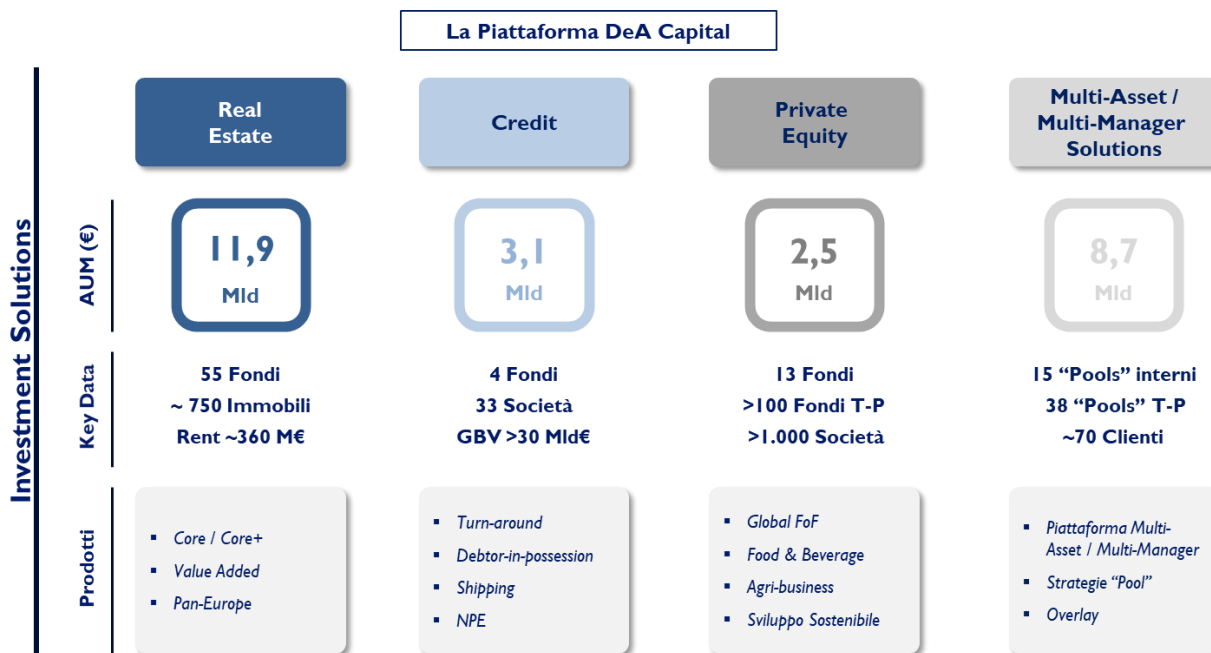 La Piattaforma DeA Capital
Investment Solutions
Real
Estate
Credit
Private
Equity
Multi-Asset /
Multi-Manager
Solutions
AUM (€)
11,9
Mld
3,1
Mld
2,5
Mld
8,7
Mld
Key Data
55 Fondi
~ 750 Immobili
Rent ~360 M€
4 Fondi
33 Società
GBV >30 Mld€
13 Fondi
>100 Fondi T-P
>1.000 Società
15 “Pools” interni
38 “Pools” T-P
~70 Clienti
Prodotti
▪ Core / Core+
▪ Value Added
▪ Pan-Europe
▪ Turn-around
▪ Debtor-in-possession
▪ Shipping
▪ NPE
▪ Global FoF
▪ Food & Beverage
▪ Agri-business
▪ Sviluppo Sostenibile
▪ Piattaforma Multi-
Asset / Multi-Manager
▪ Strategie “Pool”
▪ Overlay